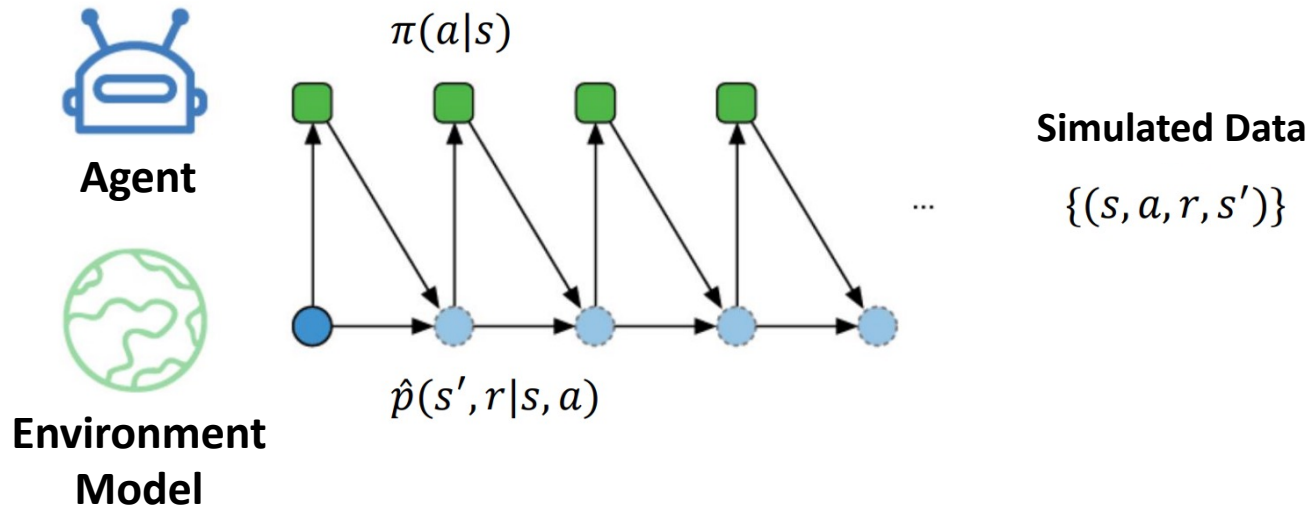 π(a|s)
Agent
Simulated Data
{(s, a, r, s′)}
...
p̂(s′, r|s, a)
Environment
Model